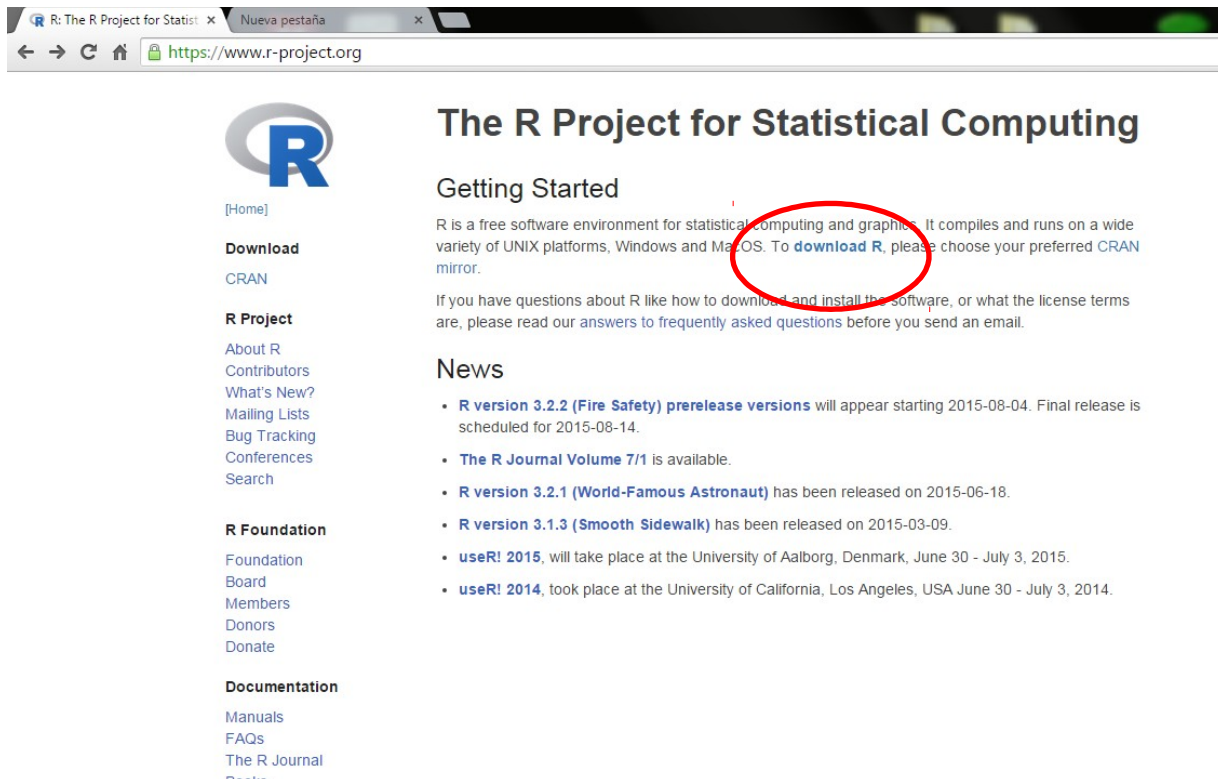 R: The R Project for Statist
Nueva pestaña
https://www.r-project.org
R
[Home]
Download
CRAN
R Project
About R
Contributors
What's New?
Mailing Lists
Bug Tracking
Conferences
Search
R Foundation
Foundation
Board
Members
Donors
Donate
Documentation
Manuals
FAQs
The R Journal
The R Project for Statistical Computing
Getting Started
R is a free software environment for statistical computing and graphics. It compiles and runs on a wide
variety of UNIX platforms, Windows and MacOS. To download R, please choose your preferred CRAN
mirror.
If you have questions about R like how to download and install the software, or what the license terms
are, please read our answers to frequently asked questions before you send an email.
News
• R version 3.2.2 (Fire Safety) prerelease versions will appear starting 2015-08-04. Final release is
scheduled for 2015-08-14.
• The R Journal Volume 7/1 is available.
• R version 3.2.1 (World-Famous Astronaut) has been released on 2015-06-18.
• R version 3.1.3 (Smooth Sidewalk) has been released on 2015-03-09.
• useR! 2015, will take place at the University of Aalborg, Denmark, June 30 - July 3, 2015.
• useR! 2014, took place at the University of California, Los Angeles, USA June 30 - July 3, 2014.